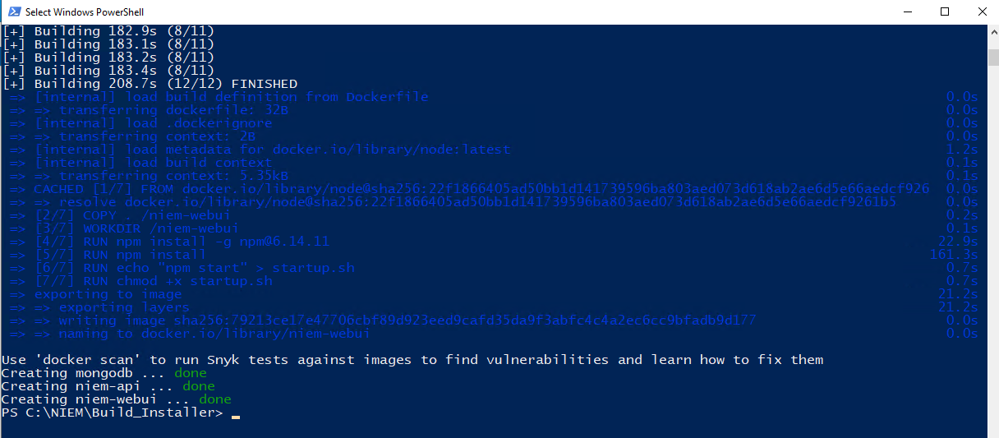 Select Windows PowerShell
[+] Building 182.9s (8/11)
[+] Building 183.1s (8/11)
[+] Building 183.2s (8/11)
[+] Building 183.4s (8/11)
[+] Building 208.7s (12/12) FINISHED
=> [internal] load build definition from Dockerfile 0.0s
=> => transferring dockerfile: 32B 0.0s
=> [internal] load .dockerignore 0.0s
=> => transferring context: 2B 0.0s
=> [internal] load metadata for docker.io/library/node:latest 1.2s
=> [internal] load build context 0.1s
=> => transferring context: 5.35kB 0.1s
=> CACHED [1/7] FROM docker.io/library/node@sha256:22f1866405ad50bb1d141739596ba803aed073d618ab2ae6d5e66aedcf926 0.0s
=> => resolve docker.io/library/node@sha256:22f1866405ad50bb1d141739596ba803aed073d618ab2ae6d5e66aedcf9261b5 0.0s
=> [2/7] COPY . /niem-webui 0.2s
=> [3/7] WORKDIR /niem-webui 0.1s
=> [4/7] RUN npm install -g npm@6.14.11 22.9s
=> [5/7] RUN npm install 161.3s
=> [6/7] RUN echo "npm start" > startup.sh 0.7s
=> [7/7] RUN chmod +x startup.sh 0.7s
=> exporting to image 21.2s
=> => exporting layers 21.2s
=> => writing image sha256:79213ce17e47706cbf89d923eed9cafd35da9f3abfc4c4a2ec6cc9bfadb9d177 0.0s
=> => naming to docker.io/library/niem-webui 0.0s
Use 'docker scan' to run Snyk tests against images to find vulnerabilities and learn how to fix them
Creating mongodb ... done
Creating niem-api ... done
Creating niem-webui ... done
PS C:\NIEM\Build_Installer>